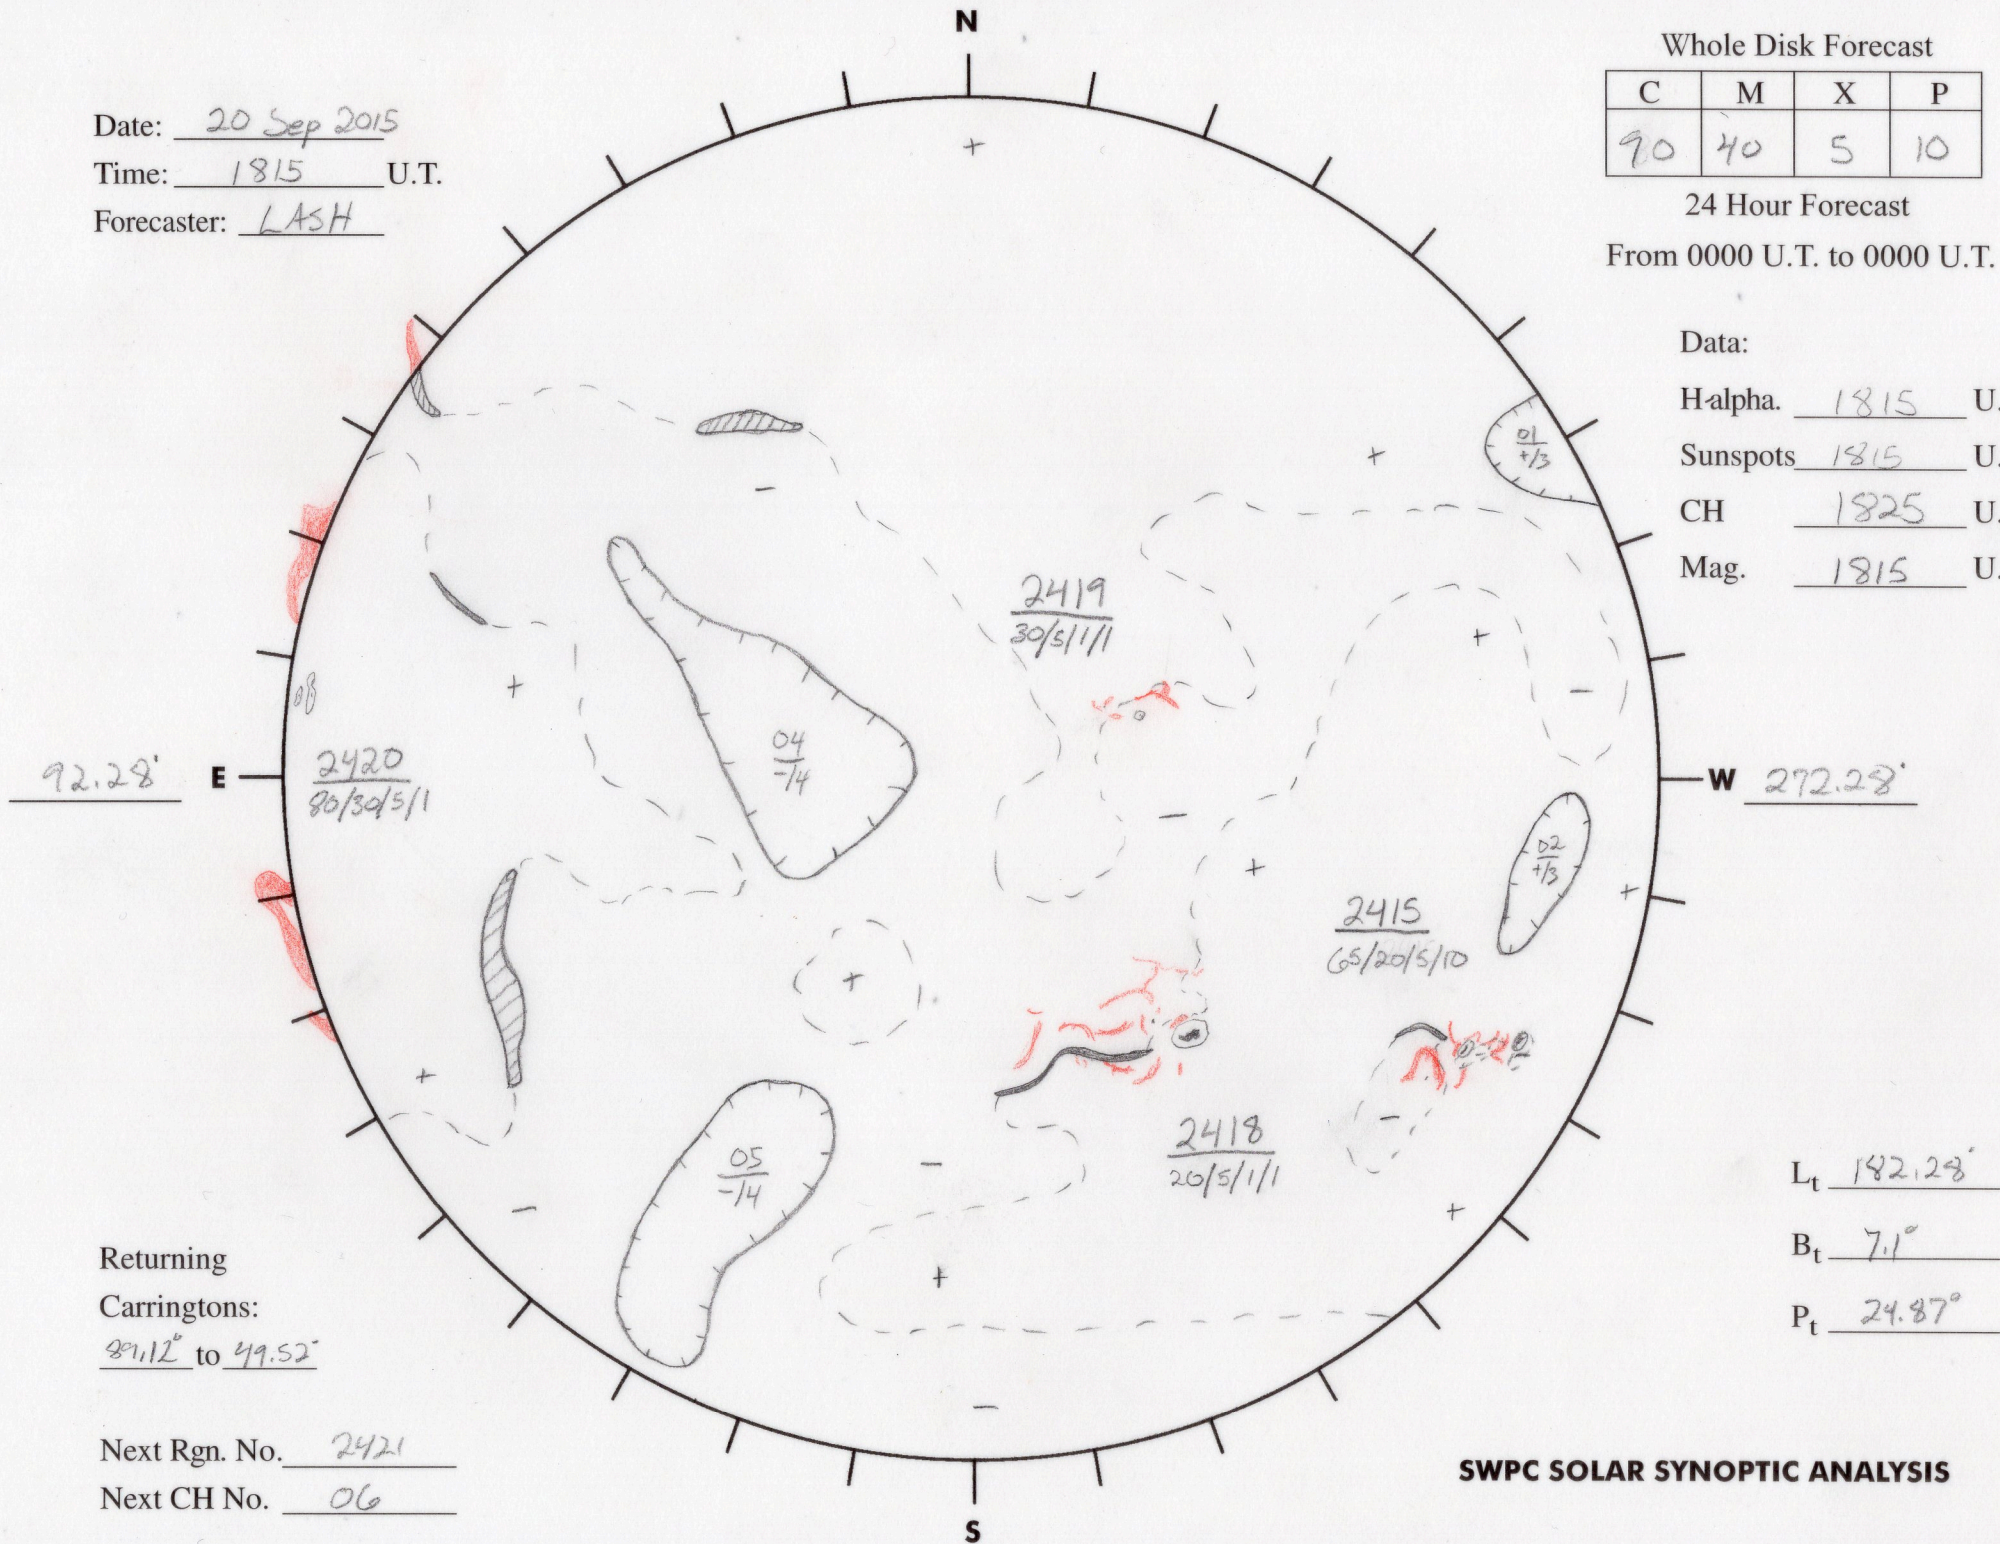 N
Whole Disk Forecast
C M X P
90 40 5 10
24 Hour Forecast
From 0000 U.T. to 0000 U.T.
Date: 20 Sep 2015
Time: 1815 U.T.
Forecaster: LASH
Data:
H-alpha. 1815 U.
Sunspots 1815 U.
CH 1825 U.
Mag. 1815 U.
+
01
+/3
+
-
2419
30/5/1/1
+
+
-
04
-/4
92.28° E
2420
80/30/5/1
W 272.28°
-
+
02
+/3
+
2415
65/20/5/10
+
+
-
2418
20/5/1/1
05
-/4
-
-
+
+
-
Lt 182.28°
Bt 7.1°
Pt 24.87°
Returning
Carringtons:
89.12° to 49.52°
Next Rgn. No. 2421
Next CH No. 06
SWPC SOLAR SYNOPTIC ANALYSIS
S